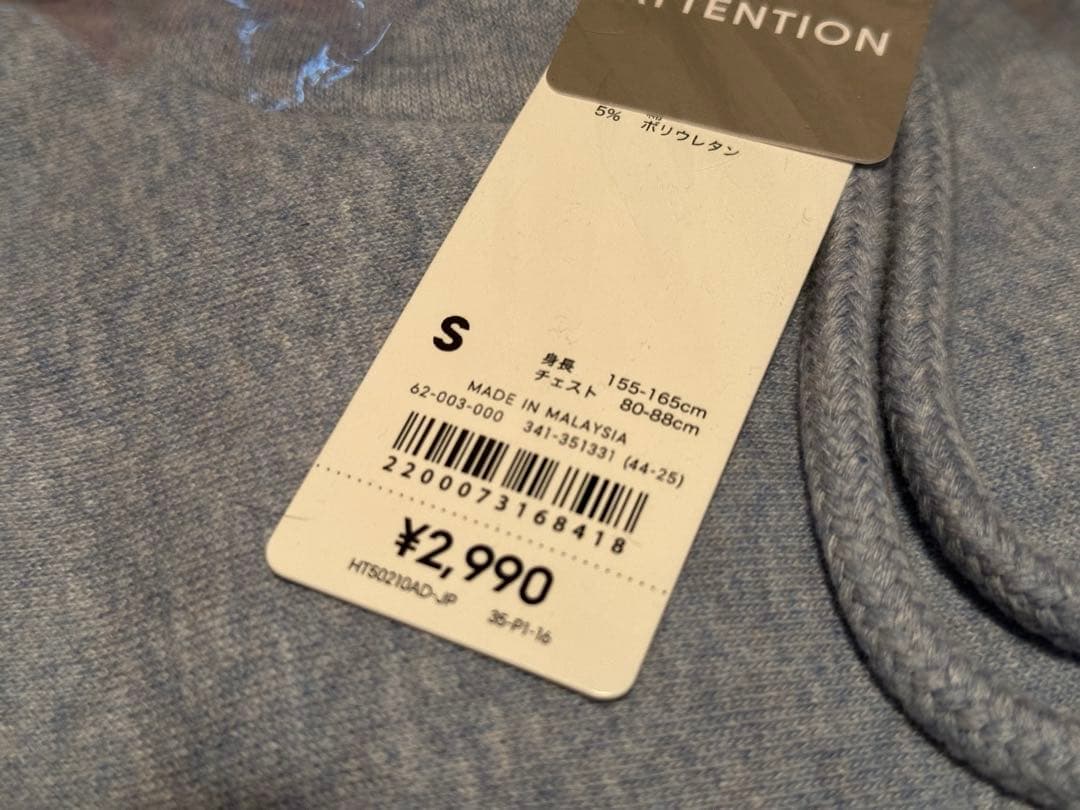 ATTENTION
5% ポリウレタン
S
身長 155-165cm
チェスト 80-88cm
MADE IN MALAYSIA
62-003-000 341-351331 (44-25)
2200073168418
¥2,990
HT50210AD-JP 35-P1-16